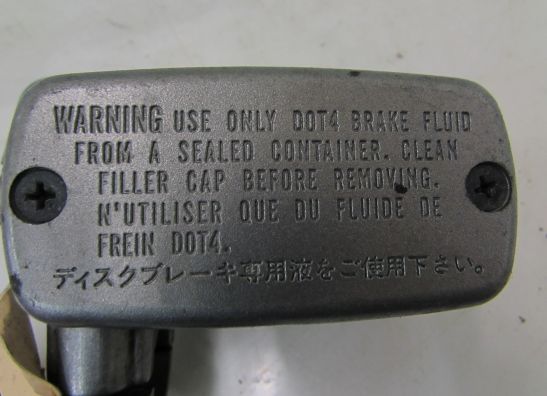 WARNING USE ONLY DOT4 BRAKE FLUID
FROM A SEALED CONTAINER. CLEAN
FILLER CAP BEFORE REMOVING.
N'UTILISER QUE DU FLUIDE DE
FREIN DOT4.
ディスクブレーキ専用液をご使用下さい。